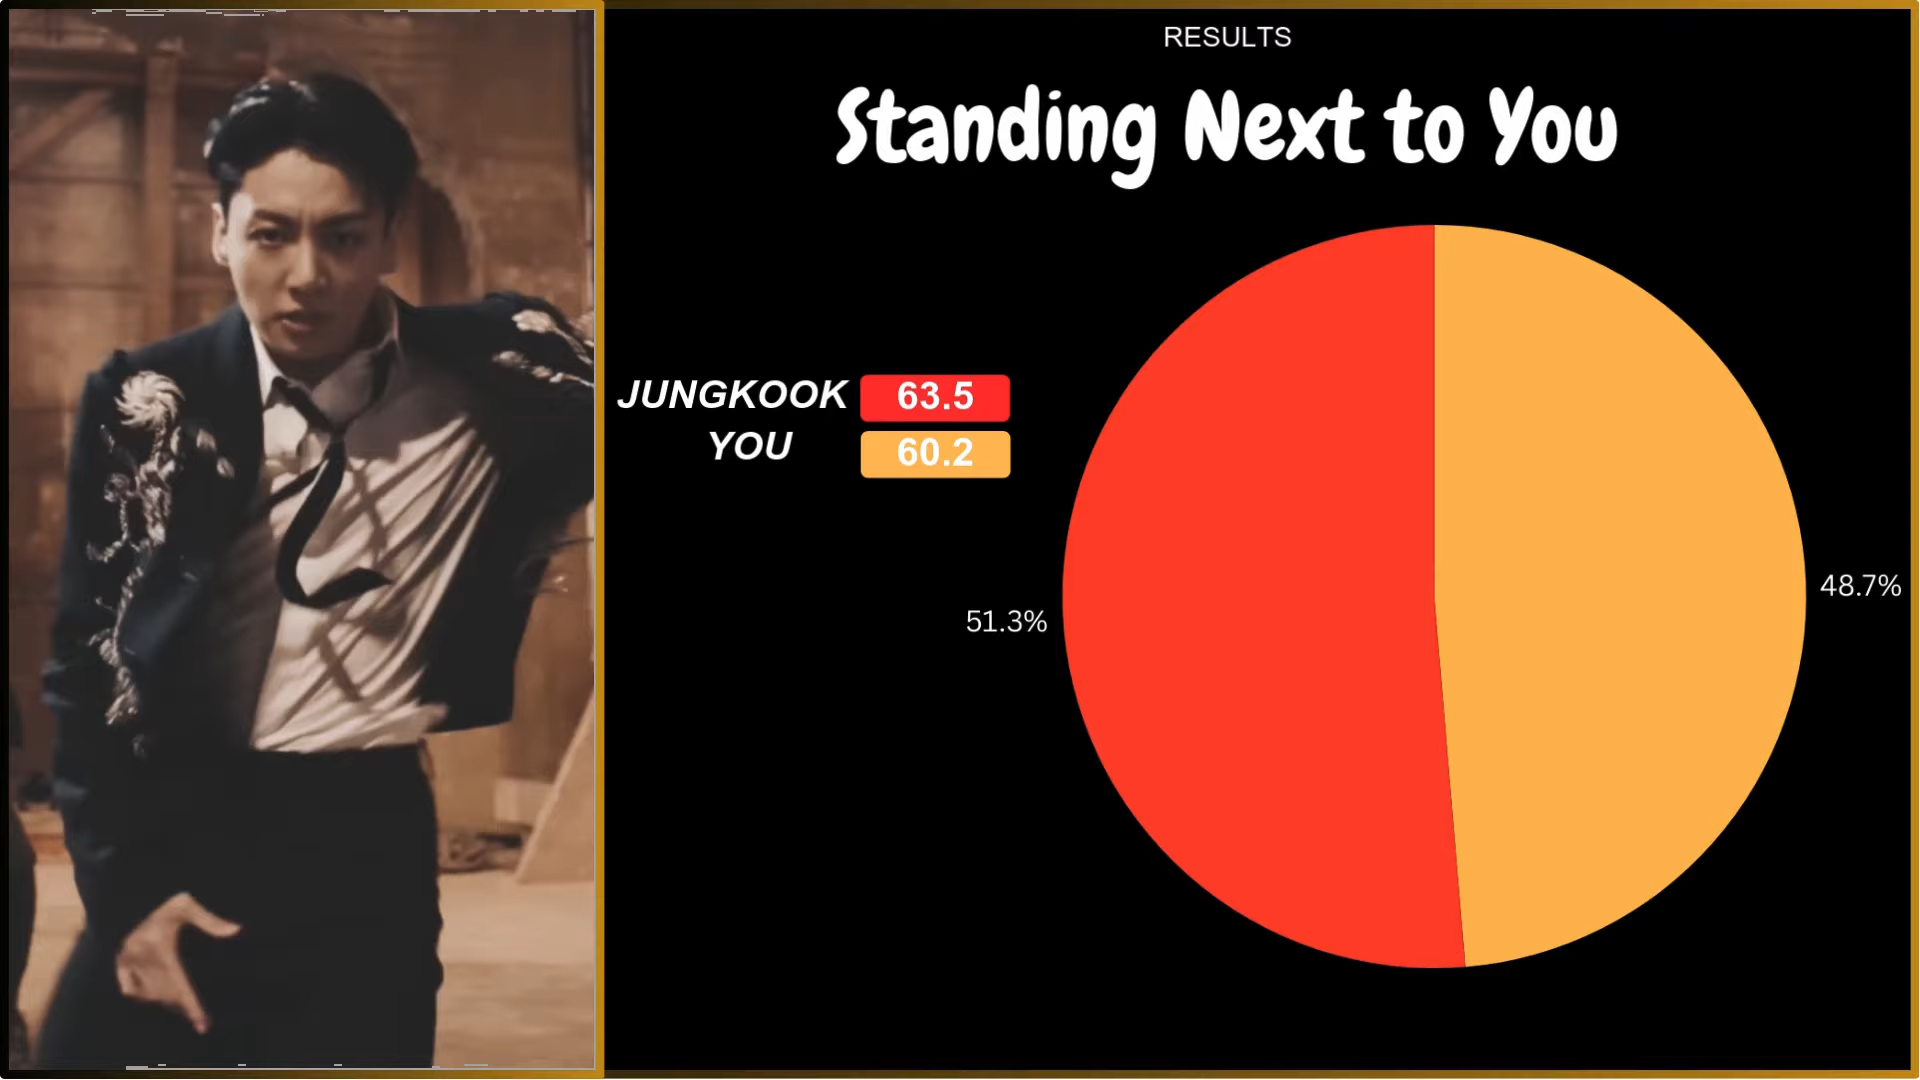 RESULTS
Standing Next to You
JUNGKOOK 63.5
YOU 60.2
51.3%
48.7%